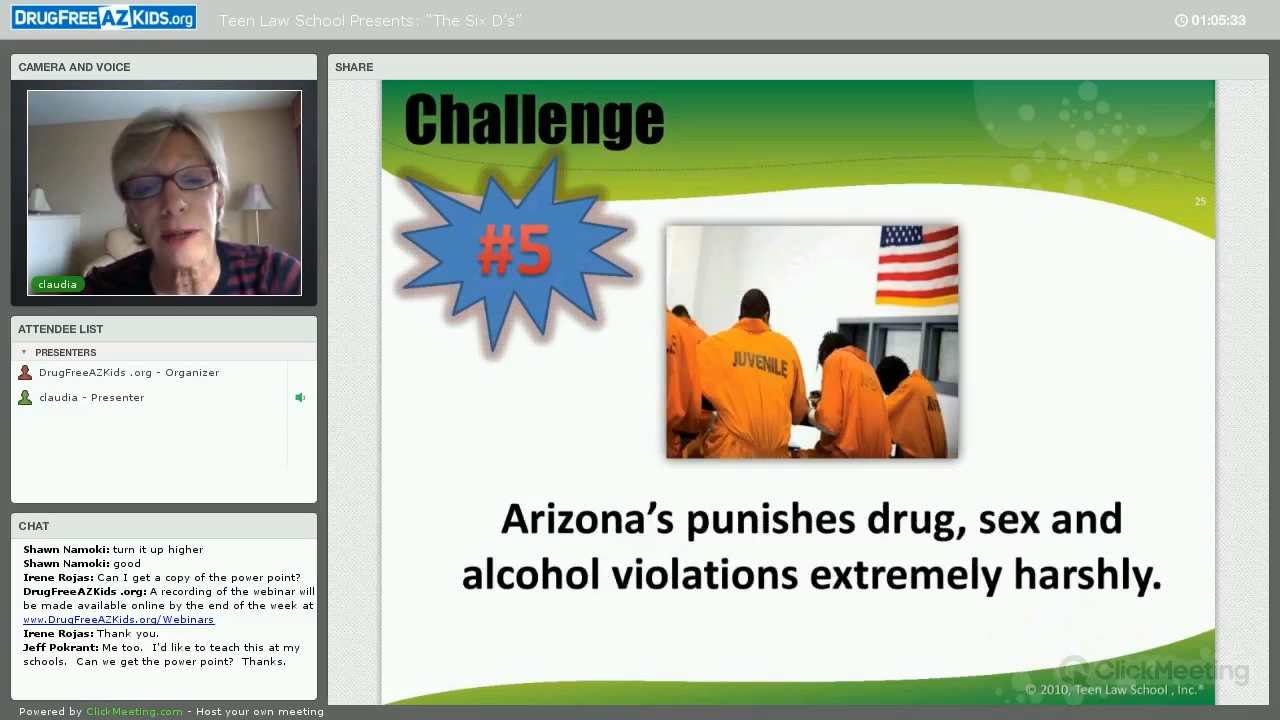 DRUGFREEAZKIDS.org
Teen Law School Presents: "The Six D's"
01:05:33
CAMERA AND VOICE
claudia
ATTENDEE LIST
PRESENTERS
DrugFreeAZKids .org - Organizer
claudia - Presenter
CHAT
Shawn Namoki: turn it up higher
Shawn Namoki: good
Irene Rojas: Can I get a copy of the power point?
DrugFreeAZKids .org: A recording of the webinar will
be made available online by the end of the week at
www.DrugFreeAZKids.org/Webinars
Irene Rojas: Thank you.
Jeff Pokrant: Me too. I'd like to teach this at my
schools. Can we get the power point? Thanks.
Powered by ClickMeeting.com - Host your own meeting
SHARE
Challenge
25
#5
JUVENILE
Arizona's punishes drug, sex and
alcohol violations extremely harshly.
ClickMeeting
© 2010, Teen Law School , Inc.®